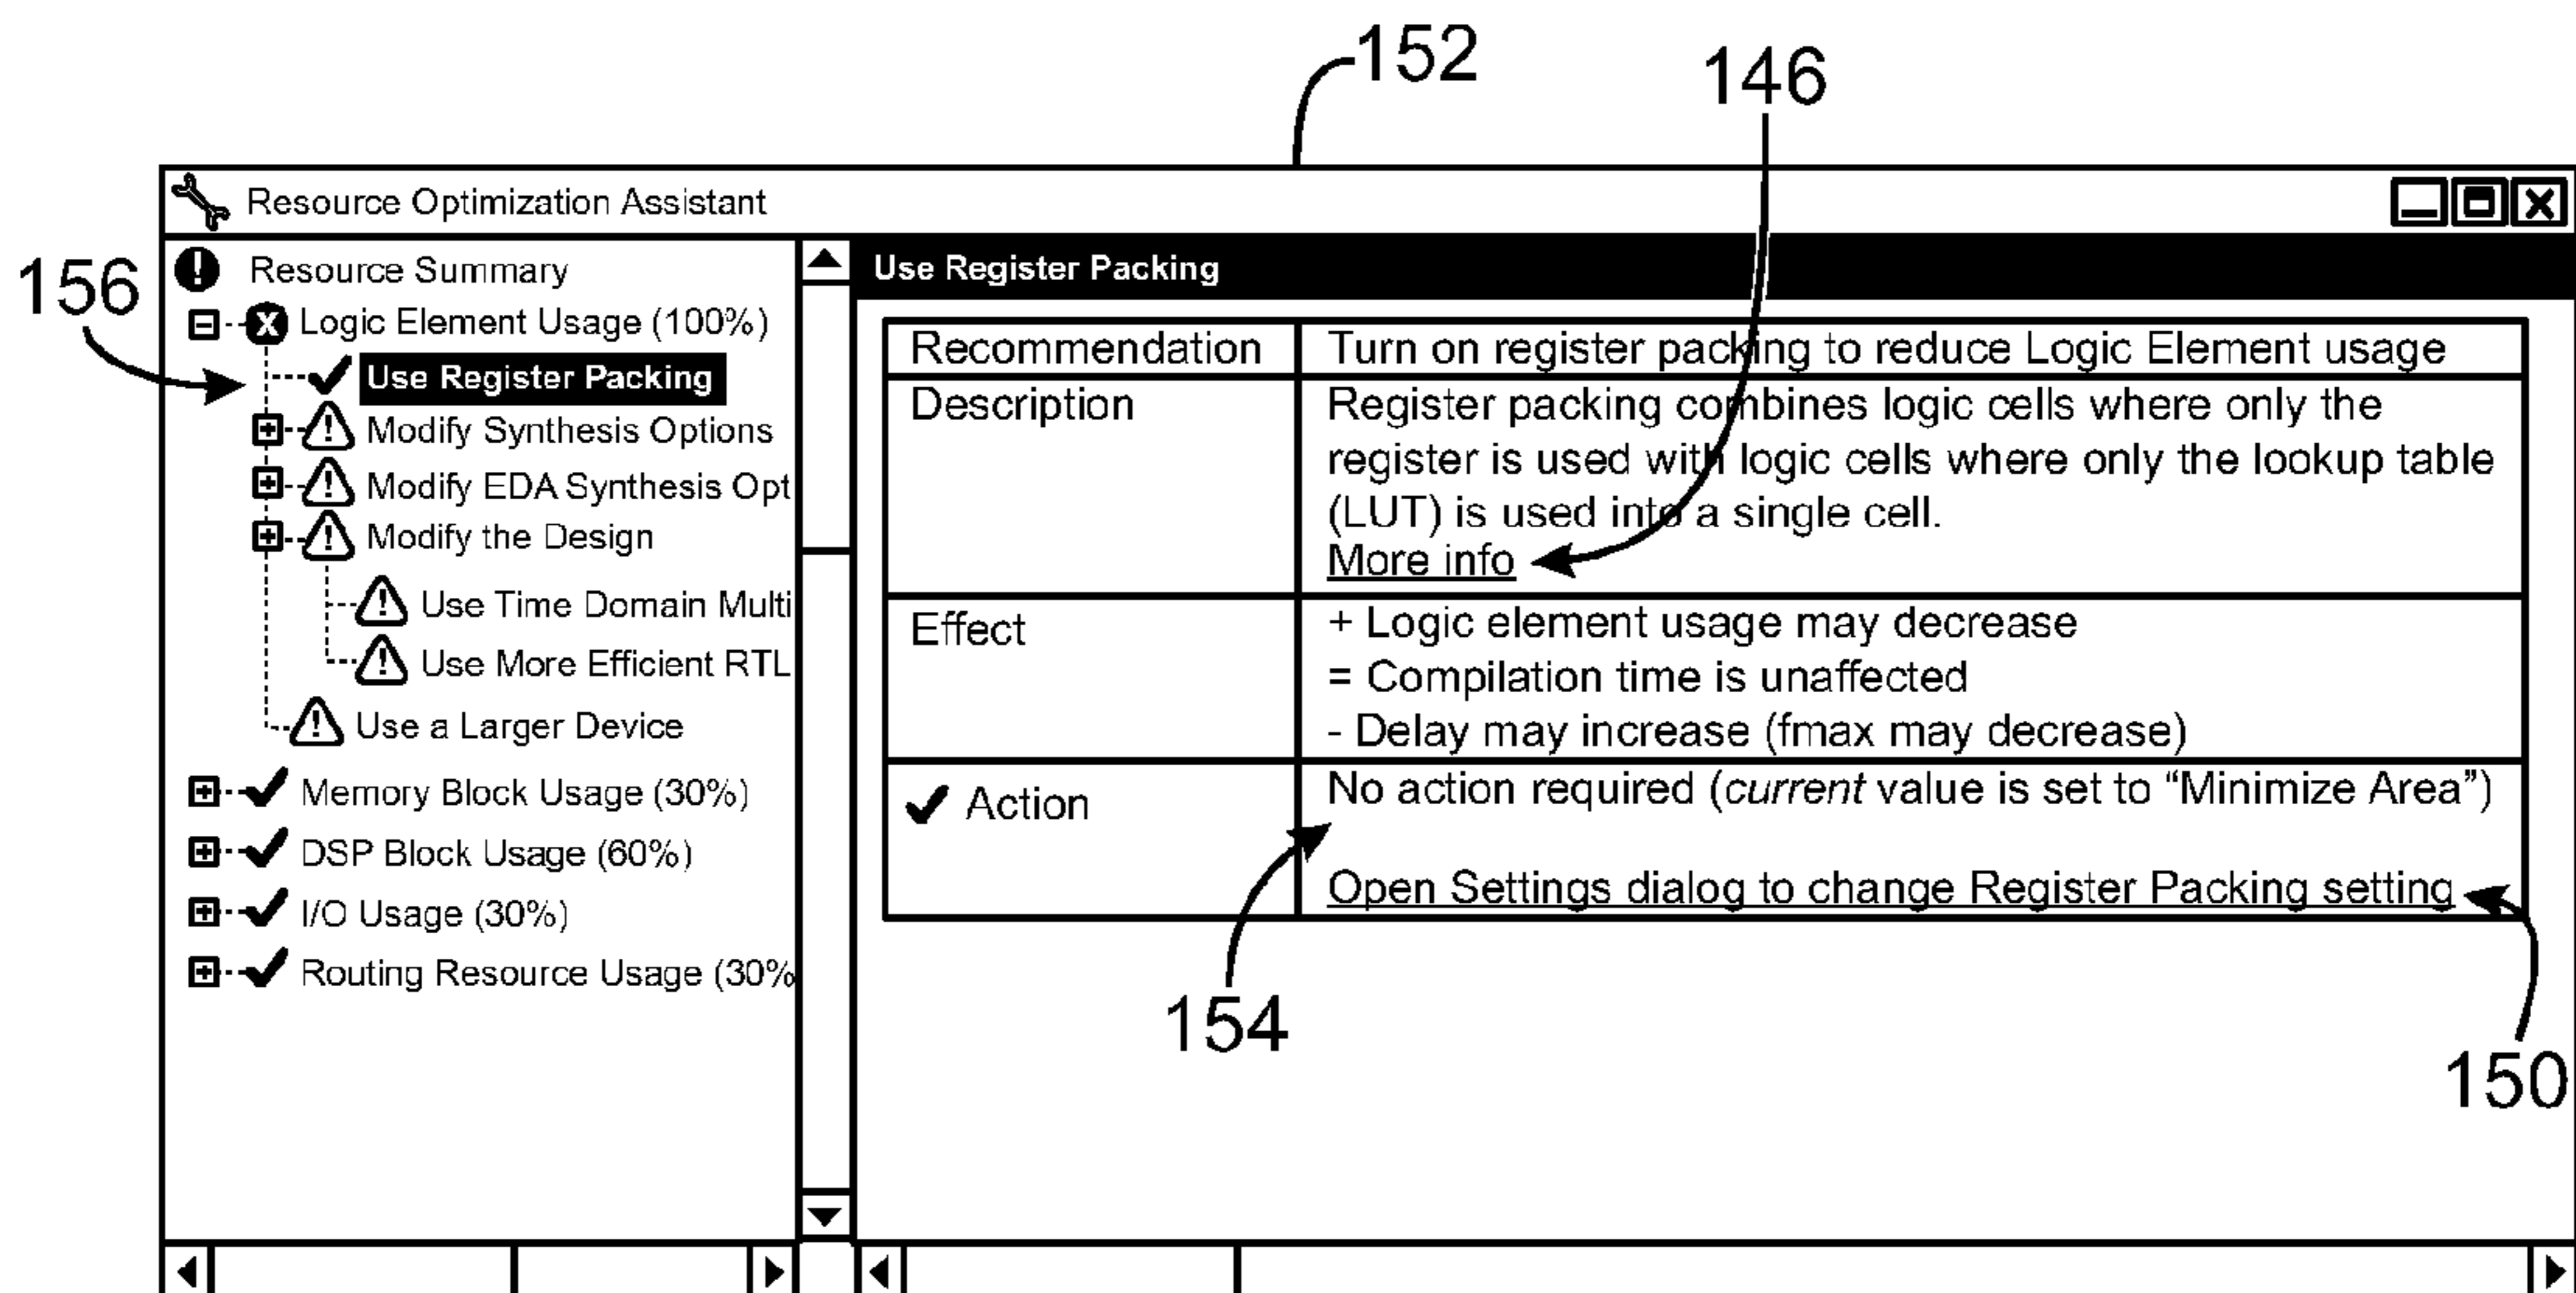 152
146
Resource Optimization Assistant
156
Resource Summary
Logic Element Usage (100%)
Use Register Packing
Modify Synthesis Options
Modify EDA Synthesis Opt
Modify the Design
Use Time Domain Multi
Use More Efficient RTL
Use a Larger Device
Memory Block Usage (30%)
DSP Block Usage (60%)
I/O Usage (30%)
Routing Resource Usage (30%
Use Register Packing
Recommendation Turn on register packing to reduce Logic Element usage
Description Register packing combines logic cells where only the
register is used with logic cells where only the lookup table
(LUT) is used into a single cell.
More info
Effect + Logic element usage may decrease
= Compilation time is unaffected
- Delay may increase (fmax may decrease)
Action No action required (current value is set to “Minimize Area”)
Open Settings dialog to change Register Packing setting
154
150